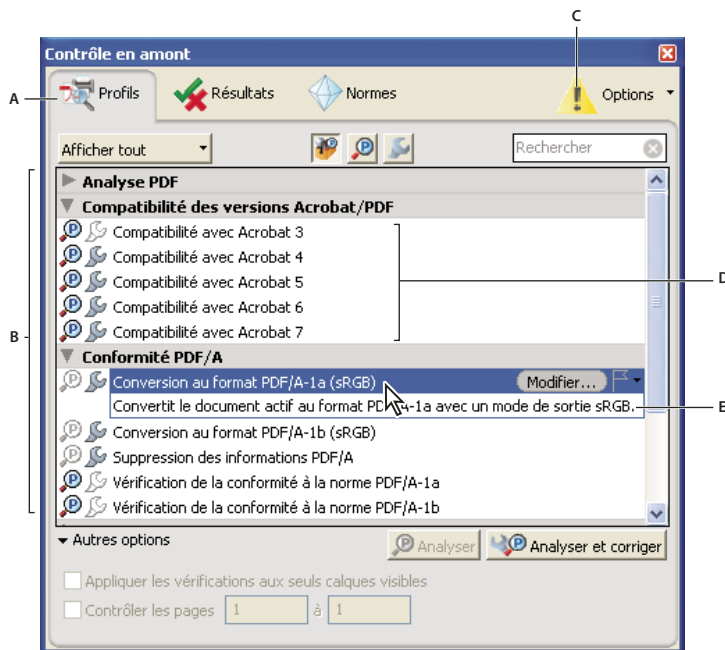 C
Contrôle en amont
A
Profils
Résultats
Normes
Options
Afficher tout
Rechercher
Analyse PDF
Compatibilité des versions Acrobat/PDF
Compatibilité avec Acrobat 3
Compatibilité avec Acrobat 4
Compatibilité avec Acrobat 5
D
Compatibilité avec Acrobat 6
Compatibilité avec Acrobat 7
B
Conformité PDF/A
Conversion au format PDF/A-1a (sRGB)
Modifier...
Convertit le document actif au format PDF/A-1a avec un mode de sortie sRGB.
E
Conversion au format PDF/A-1b (sRGB)
Suppression des informations PDF/A
Vérification de la conformité à la norme PDF/A-1a
Vérification de la conformité à la norme PDF/A-1b
Autres options
Analyser
Analyser et corriger
Appliquer les vérifications aux seuls calques visibles
Contrôler les pages 1 à 1